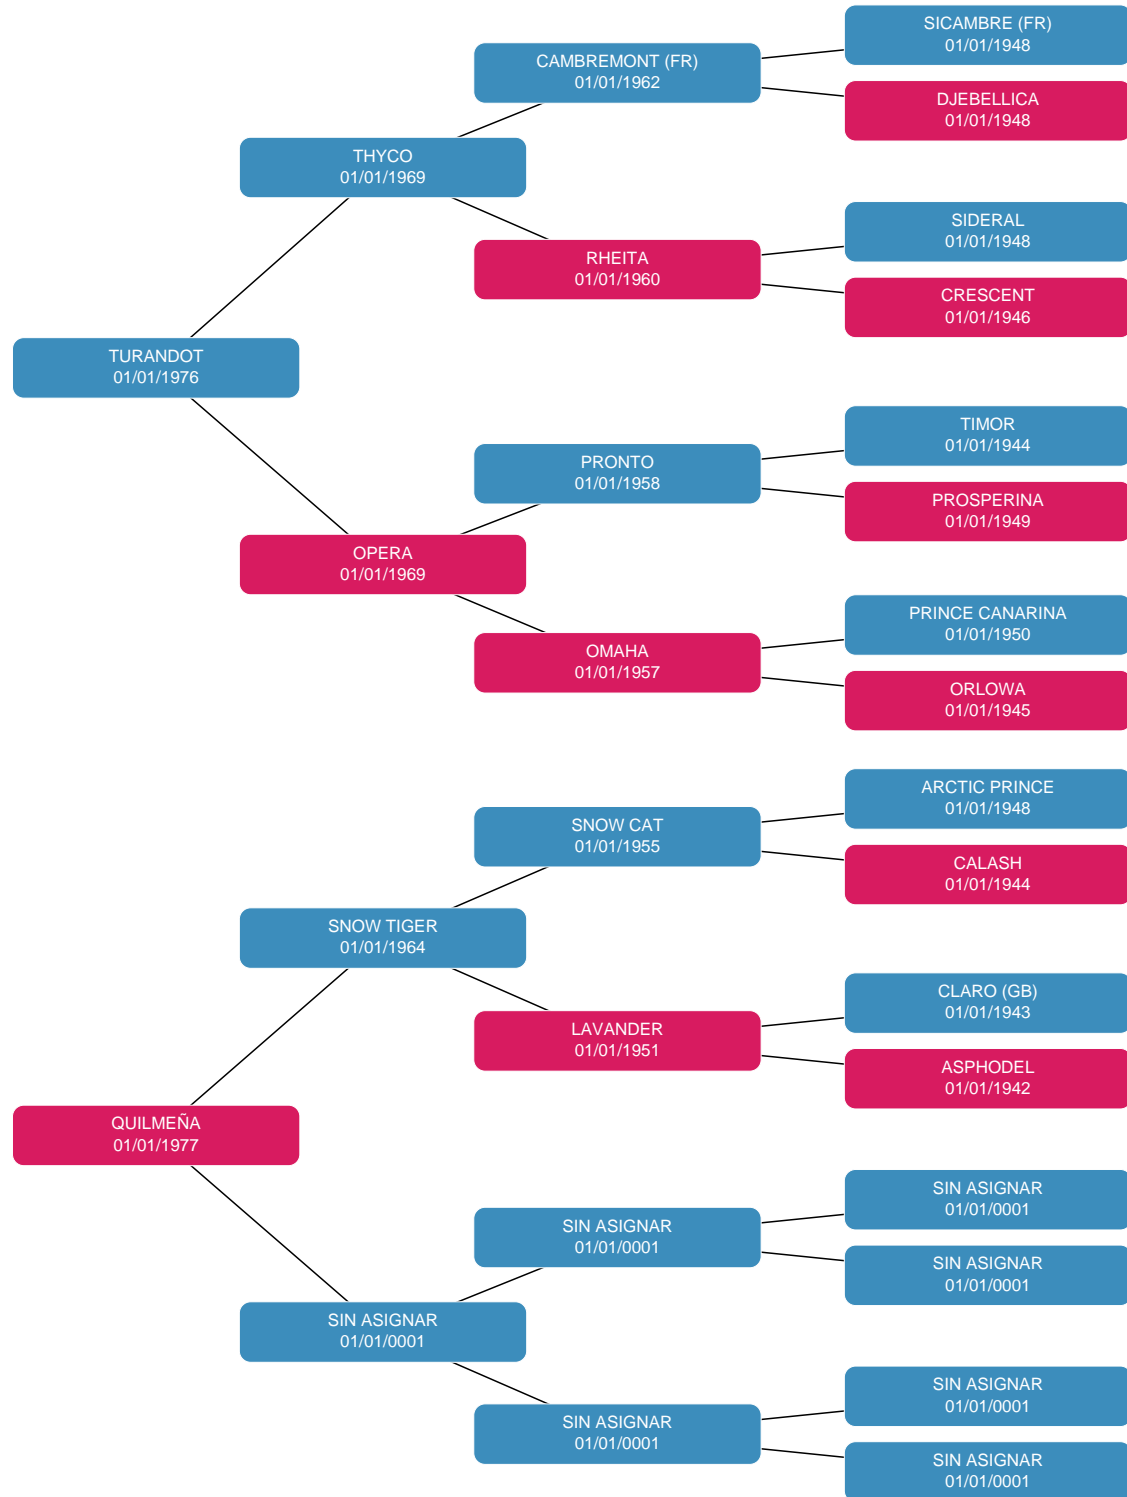 SICAMBRE (FR)
01/01/1948
CAMBREMONT (FR)
01/01/1962
DJEBELLICA
01/01/1948
THYCO
01/01/1969
SIDERAL
01/01/1948
RHEITA
01/01/1960
CRESCENT
01/01/1946
TURANDOT
01/01/1976
TIMOR
01/01/1944
PRONTO
01/01/1958
PROSPERINA
01/01/1949
OPERA
01/01/1969
PRINCE CANARINA
01/01/1950
OMAHA
01/01/1957
ORLOWA
01/01/1945
ARCTIC PRINCE
01/01/1948
SNOW CAT
01/01/1955
CALASH
01/01/1944
SNOW TIGER
01/01/1964
CLARO (GB)
01/01/1943
LAVANDER
01/01/1951
ASPHODEL
01/01/1942
QUILMEÑA
01/01/1977
SIN ASIGNAR
01/01/0001
SIN ASIGNAR
01/01/0001
SIN ASIGNAR
01/01/0001
SIN ASIGNAR
01/01/0001
SIN ASIGNAR
01/01/0001
SIN ASIGNAR
01/01/0001
SIN ASIGNAR
01/01/0001